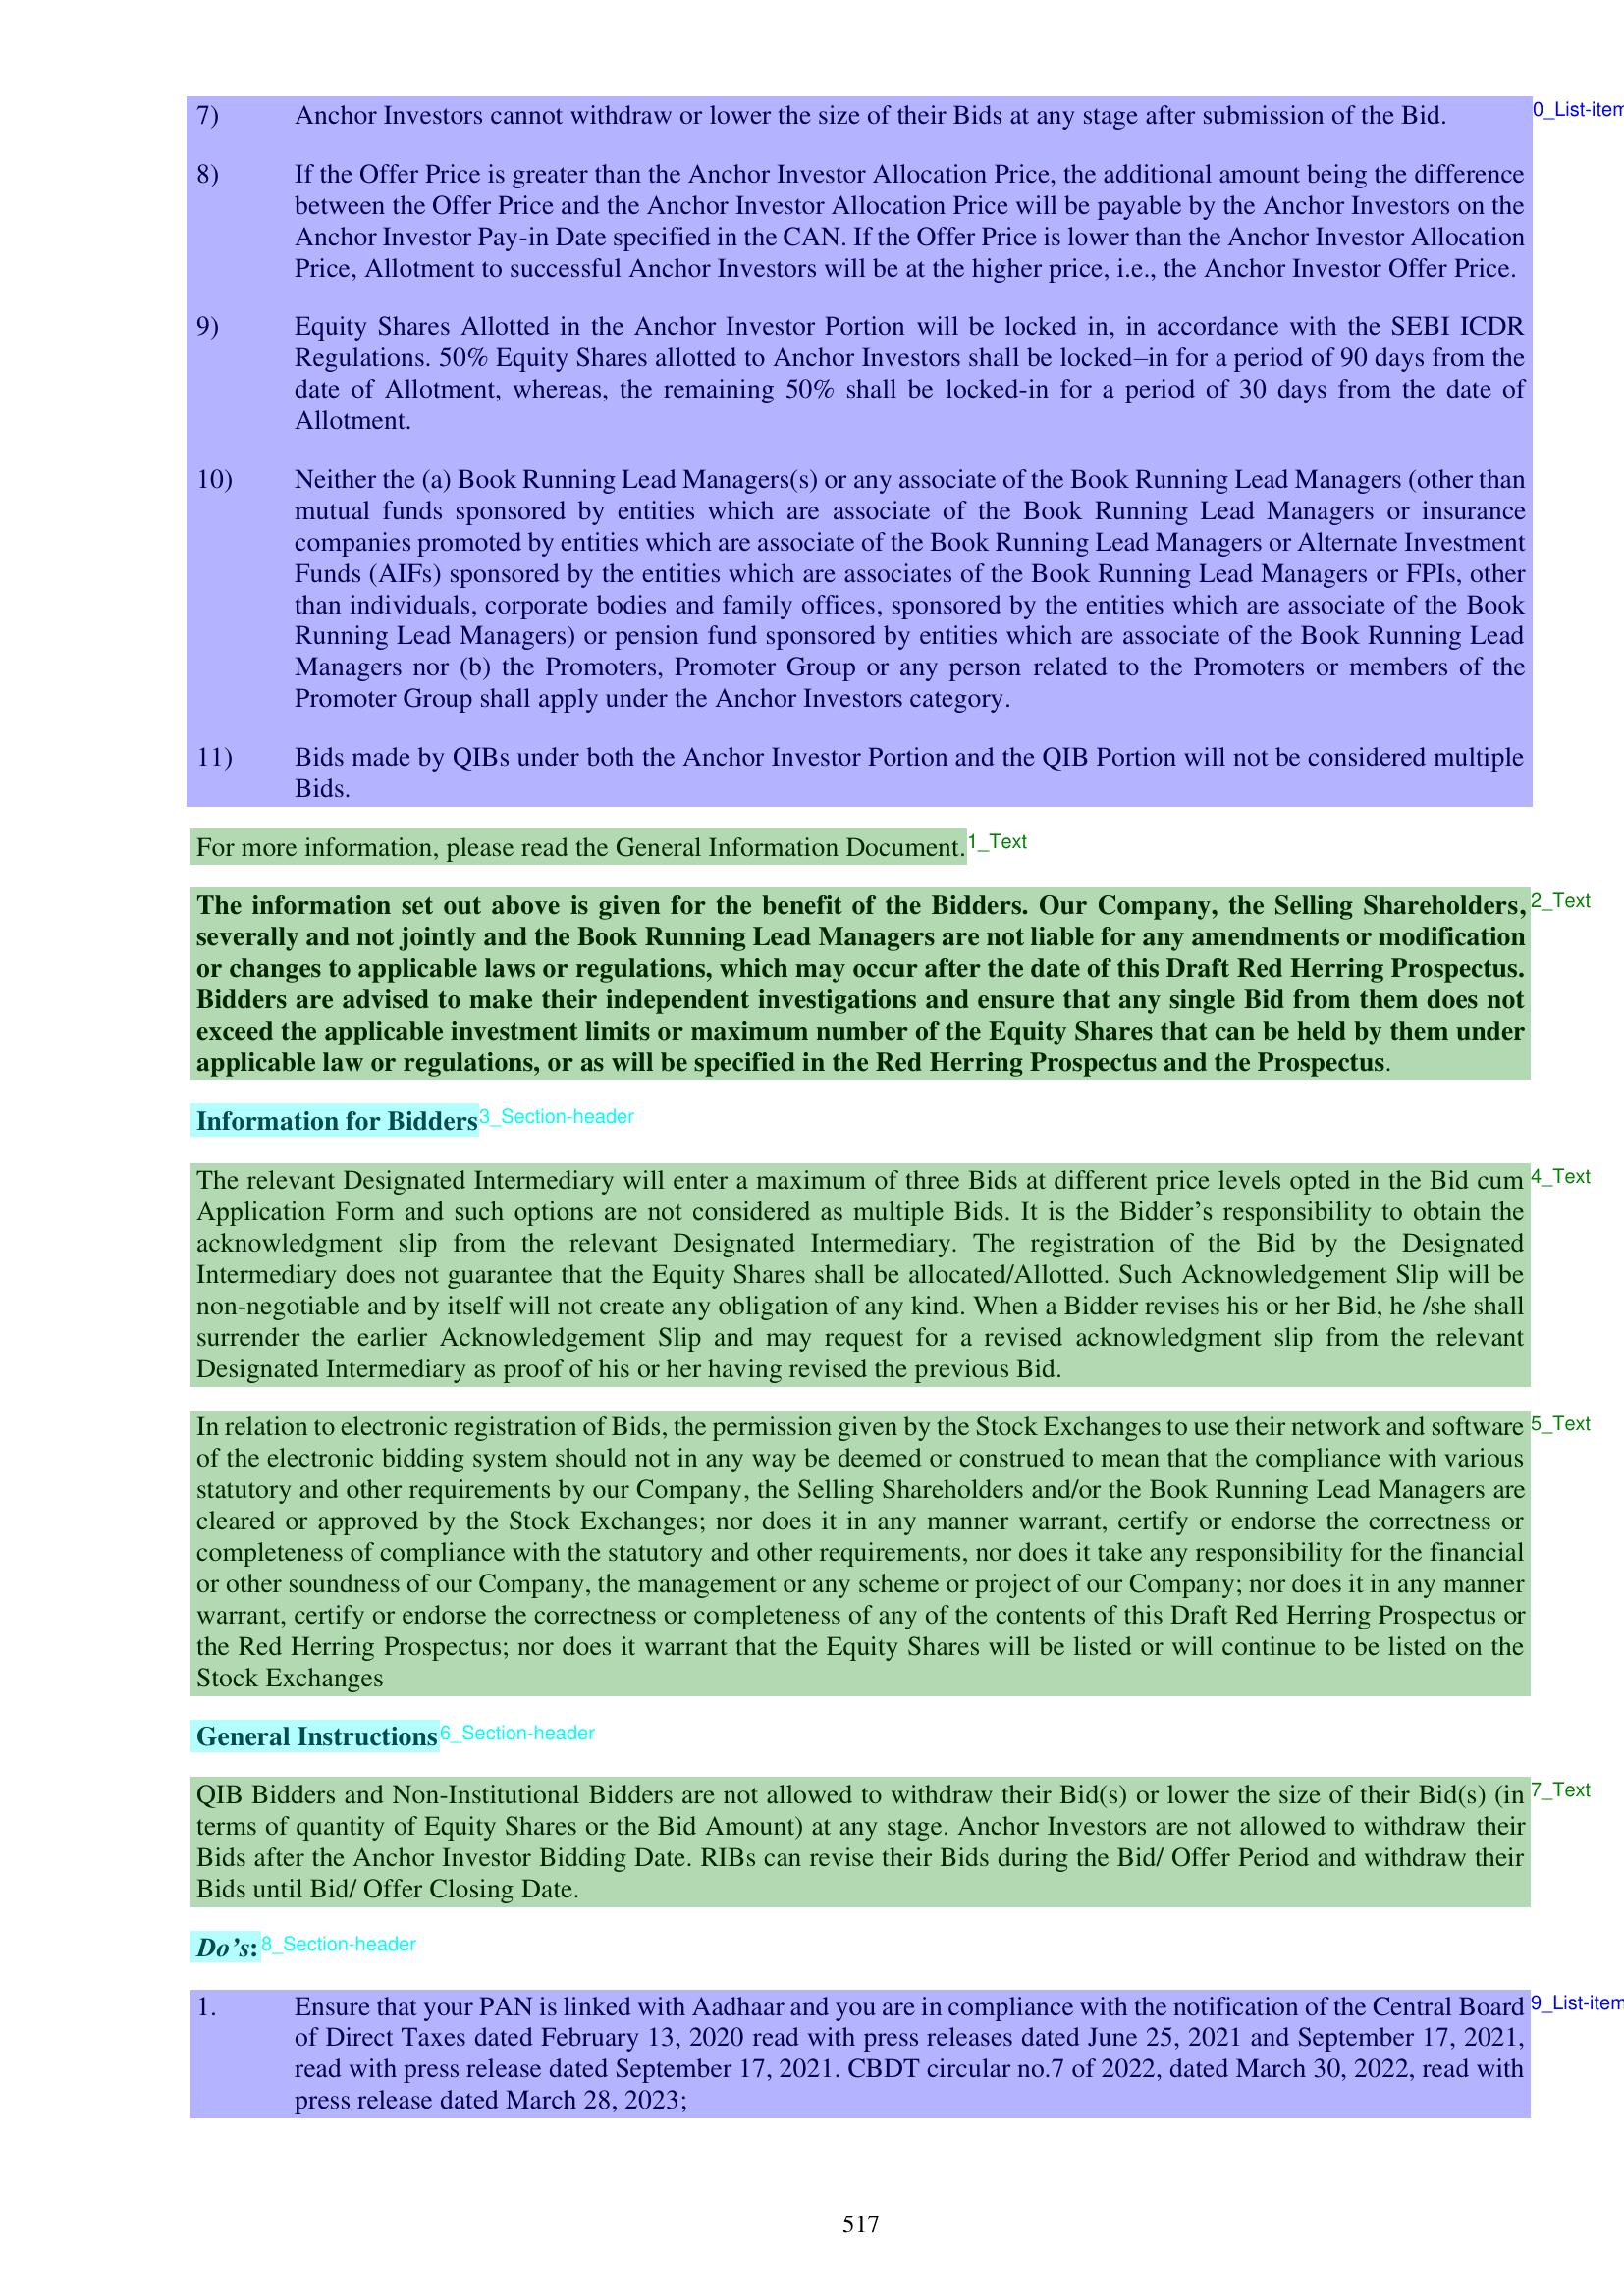 7) Anchor Investors cannot withdraw or lower the size of their Bids at any stage after submission of the Bid.
0_List-item
8) If the Offer Price is greater than the Anchor Investor Allocation Price, the additional amount being the difference
between the Offer Price and the Anchor Investor Allocation Price will be payable by the Anchor Investors on the
Anchor Investor Pay-in Date specified in the CAN. If the Offer Price is lower than the Anchor Investor Allocation
Price, Allotment to successful Anchor Investors will be at the higher price, i.e., the Anchor Investor Offer Price.
9) Equity Shares Allotted in the Anchor Investor Portion will be locked in, in accordance with the SEBI ICDR
Regulations. 50% Equity Shares allotted to Anchor Investors shall be locked–in for a period of 90 days from the
date of Allotment, whereas, the remaining 50% shall be locked-in for a period of 30 days from the date of
Allotment.
10) Neither the (a) Book Running Lead Managers(s) or any associate of the Book Running Lead Managers (other than
mutual funds sponsored by entities which are associate of the Book Running Lead Managers or insurance
companies promoted by entities which are associate of the Book Running Lead Managers or Alternate Investment
Funds (AIFs) sponsored by the entities which are associates of the Book Running Lead Managers or FPIs, other
than individuals, corporate bodies and family offices, sponsored by the entities which are associate of the Book
Running Lead Managers) or pension fund sponsored by entities which are associate of the Book Running Lead
Managers nor (b) the Promoters, Promoter Group or any person related to the Promoters or members of the
Promoter Group shall apply under the Anchor Investors category.
11) Bids made by QIBs under both the Anchor Investor Portion and the QIB Portion will not be considered multiple
Bids.
For more information, please read the General Information Document.
1_Text
The information set out above is given for the benefit of the Bidders. Our Company, the Selling Shareholders,
2_Text
severally and not jointly and the Book Running Lead Managers are not liable for any amendments or modification
or changes to applicable laws or regulations, which may occur after the date of this Draft Red Herring Prospectus.
Bidders are advised to make their independent investigations and ensure that any single Bid from them does not
exceed the applicable investment limits or maximum number of the Equity Shares that can be held by them under
applicable law or regulations, or as will be specified in the Red Herring Prospectus and the Prospectus.
Information for Bidders
3_Section-header
The relevant Designated Intermediary will enter a maximum of three Bids at different price levels opted in the Bid cum
4_Text
Application Form and such options are not considered as multiple Bids. It is the Bidder’s responsibility to obtain the
acknowledgment slip from the relevant Designated Intermediary. The registration of the Bid by the Designated
Intermediary does not guarantee that the Equity Shares shall be allocated/Allotted. Such Acknowledgement Slip will be
non-negotiable and by itself will not create any obligation of any kind. When a Bidder revises his or her Bid, he /she shall
surrender the earlier Acknowledgement Slip and may request for a revised acknowledgment slip from the relevant
Designated Intermediary as proof of his or her having revised the previous Bid.
In relation to electronic registration of Bids, the permission given by the Stock Exchanges to use their network and software
5_Text
of the electronic bidding system should not in any way be deemed or construed to mean that the compliance with various
statutory and other requirements by our Company, the Selling Shareholders and/or the Book Running Lead Managers are
cleared or approved by the Stock Exchanges; nor does it in any manner warrant, certify or endorse the correctness or
completeness of compliance with the statutory and other requirements, nor does it take any responsibility for the financial
or other soundness of our Company, the management or any scheme or project of our Company; nor does it in any manner
warrant, certify or endorse the correctness or completeness of any of the contents of this Draft Red Herring Prospectus or
the Red Herring Prospectus; nor does it warrant that the Equity Shares will be listed or will continue to be listed on the
Stock Exchanges
General Instructions
6_Section-header
QIB Bidders and Non-Institutional Bidders are not allowed to withdraw their Bid(s) or lower the size of their Bid(s) (in
7_Text
terms of quantity of Equity Shares or the Bid Amount) at any stage. Anchor Investors are not allowed to withdraw their
Bids after the Anchor Investor Bidding Date. RIBs can revise their Bids during the Bid/ Offer Period and withdraw their
Bids until Bid/ Offer Closing Date.
Do’s:
8_Section-header
1. Ensure that your PAN is linked with Aadhaar and you are in compliance with the notification of the Central Board
9_List-item
of Direct Taxes dated February 13, 2020 read with press releases dated June 25, 2021 and September 17, 2021,
read with press release dated September 17, 2021. CBDT circular no.7 of 2022, dated March 30, 2022, read with
press release dated March 28, 2023;
517